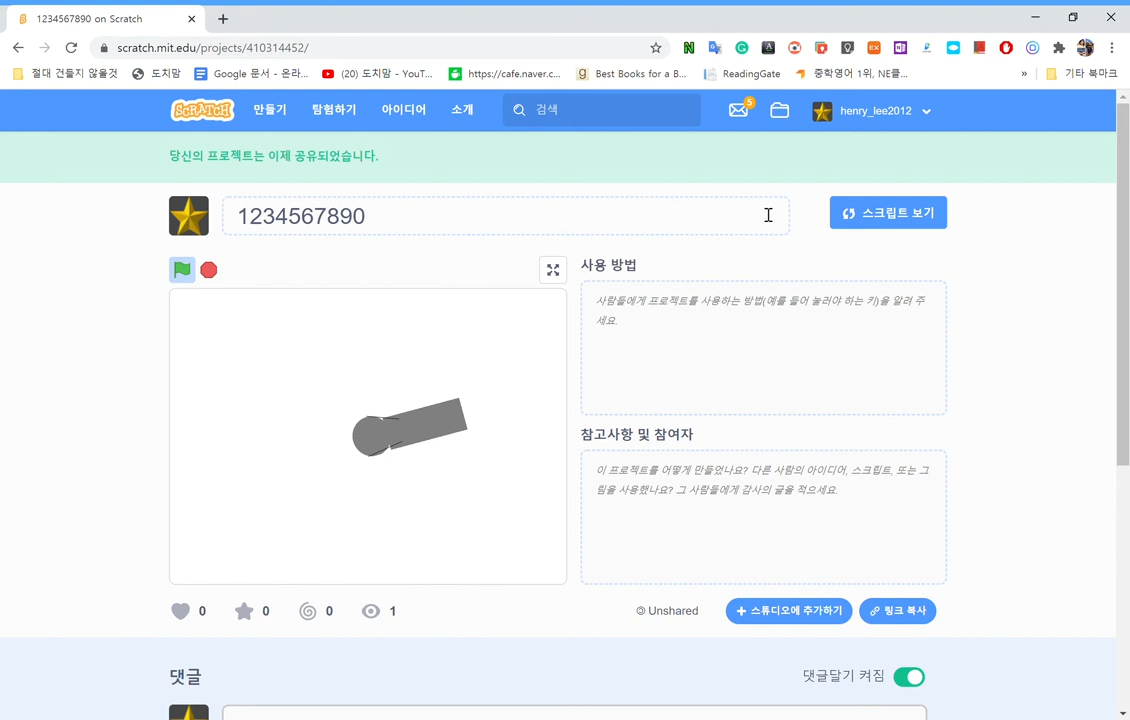 1234567890 on Scratch
scratch.mit.edu/projects/410314452/
절대 건들지 않을것
도치맘
Google 문서 - 온라...
(20) 도치맘 - YouT...
https://cafe.naver.c...
Best Books for a B...
ReadingGate
중학영어 1위, NE클...
»
기타 북마크
SCRATCH
만들기
탐험하기
아이디어
소개
검색
5
henry_lee2012
당신의 프로젝트는 이제 공유되었습니다.
1234567890
스크립트 보기
사용 방법
사람들에게 프로젝트를 사용하는 방법(예를 들어 눌러야 하는 키)을 알려 주
세요.
참고사항 및 참여자
이 프로젝트를 어떻게 만들었나요? 다른 사람의 아이디어, 스크립트, 또는 그
림을 사용했나요? 그 사람들에게 감사의 글을 적으세요.
0
0
0
1
Unshared
스튜디오에 추가하기
링크 복사
댓글
댓글달기 켜짐